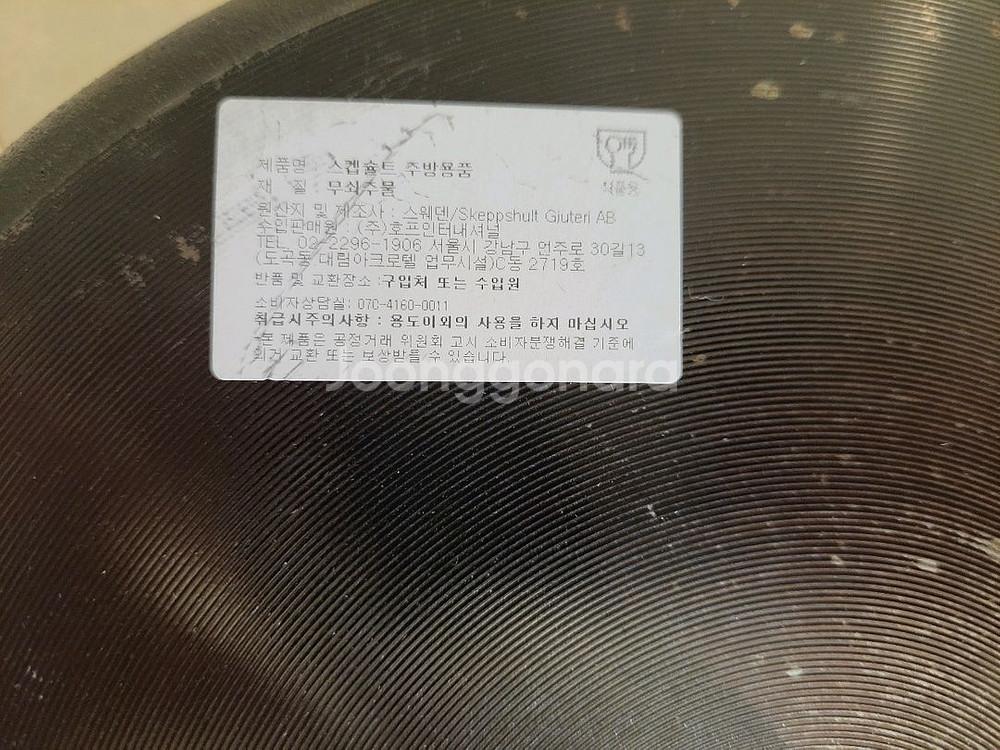 식품용
제품명 : 스켑슐트 주방용품
재 질 : 무쇠주물
원산지 및 제조사 : 스웨덴/Skeppshult Gjuteri AB
수입판매원 : (주)호프인터내셔널
TEL. 02-2296-1906 서울시 강남구 언주로 30길13
(도곡동 대림아크로텔 업무시설)C동 2719호
반품 및 교환장소 :구입처 또는 수입원
소비자상담실: 070-4160-0011
취급시주의사항 : 용도이외의 사용을 하지 마십시오
본 제품은 공정거래 위원회 고시 소비자분쟁해결 기준에
의거 교환 또는 보상받을 수 있습니다.
Joonggonara